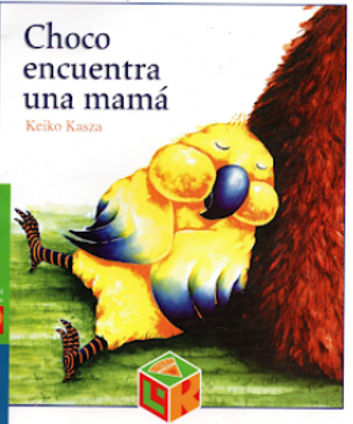 Choco
encuentra
una mamá
Keiko Kasza